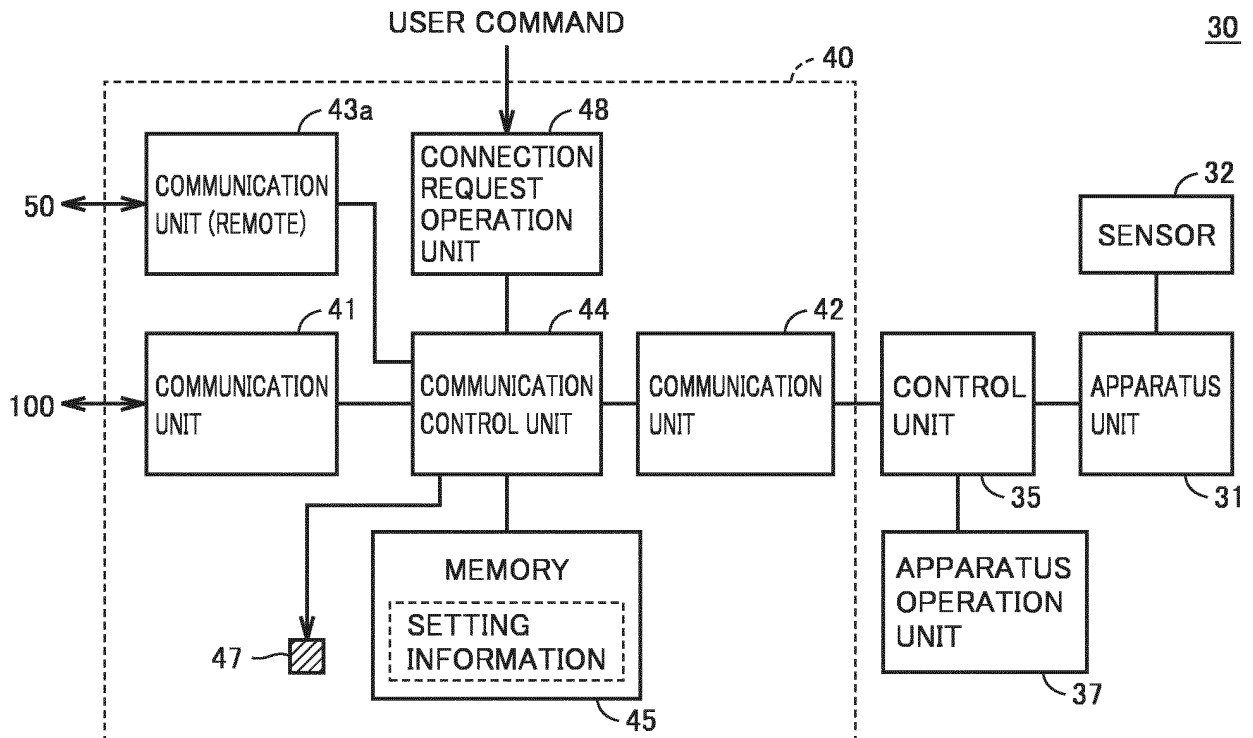 USER COMMAND
30
40
43a
48
COMMUNICATION
UNIT (REMOTE)
CONNECTION
REQUEST
OPERATION
UNIT
32
SENSOR
50
41
44
42
COMMUNICATION
UNIT
COMMUNICATION
CONTROL UNIT
COMMUNICATION
UNIT
CONTROL
UNIT
APPARATUS
UNIT
100
35
31
MEMORY
SETTING
INFORMATION
APPARATUS
OPERATION
UNIT
47
45
37